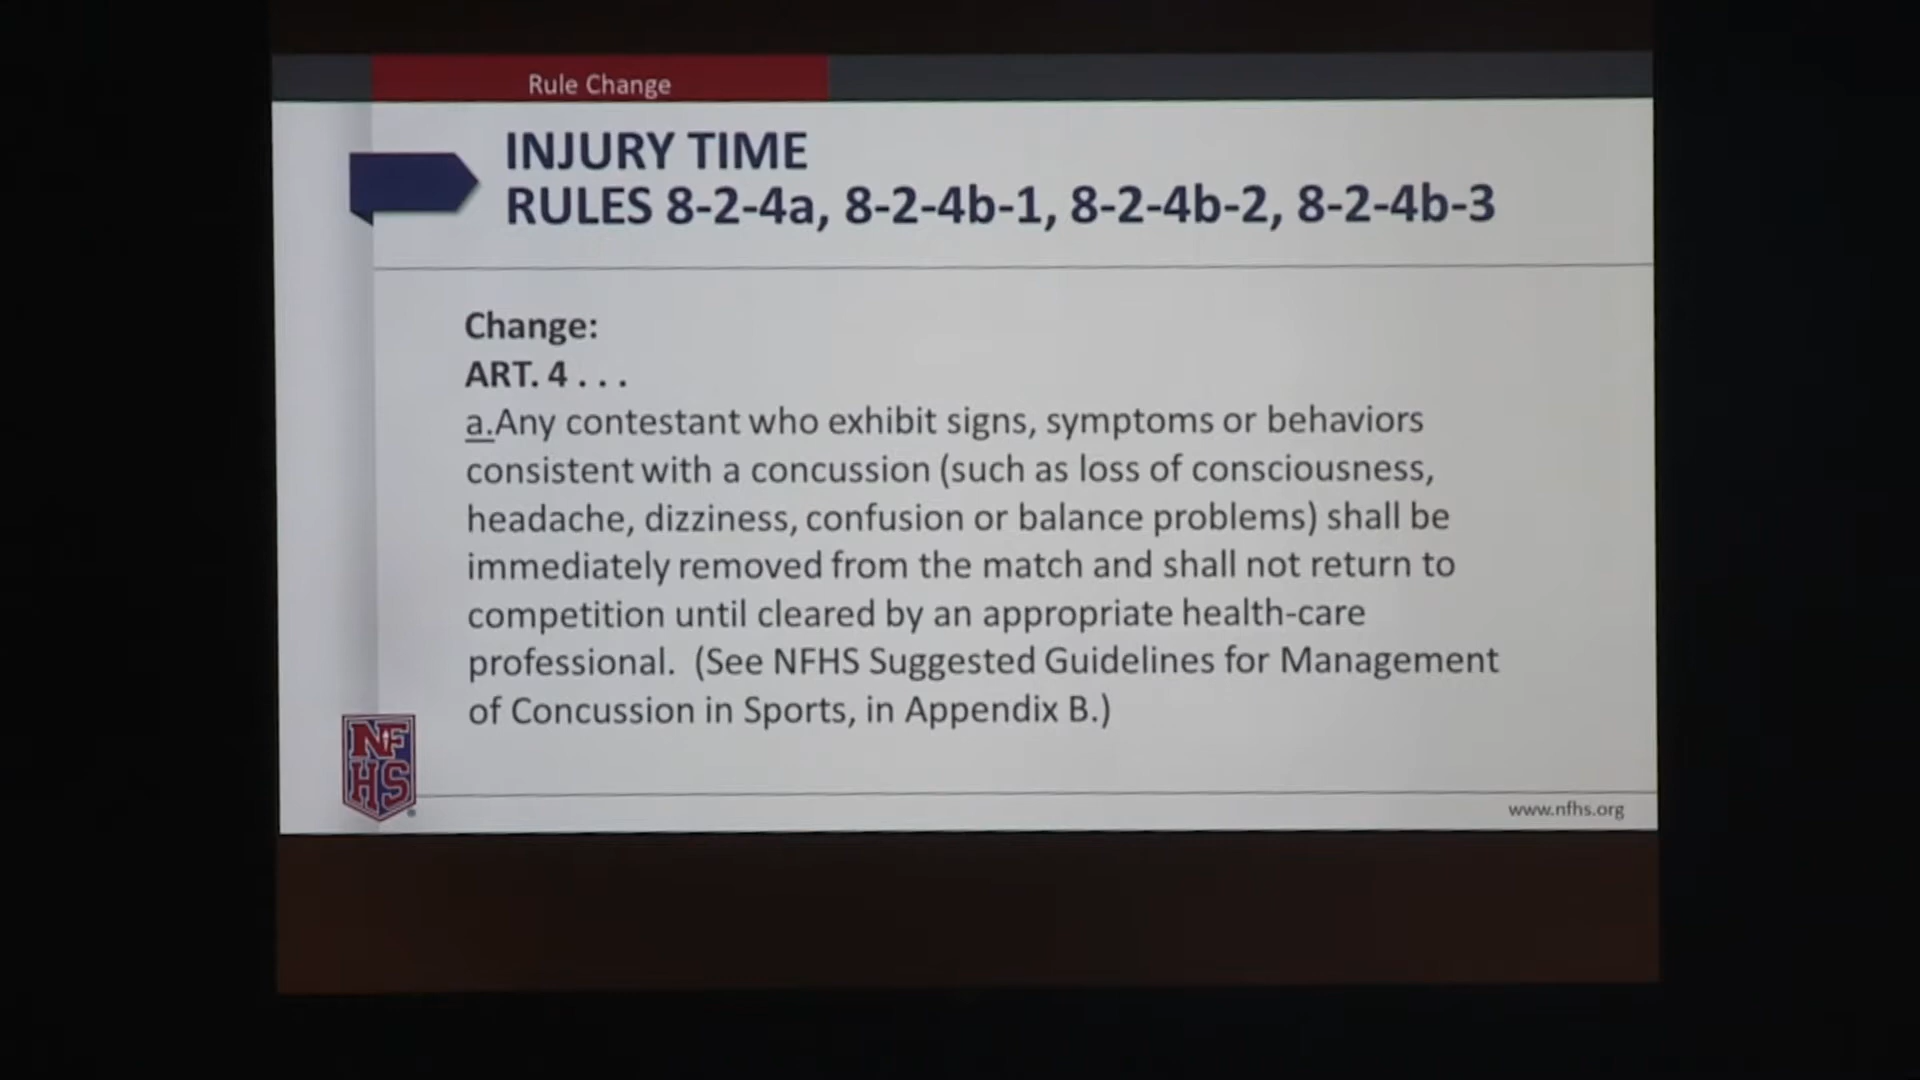 Rule Change
INJURY TIME
RULES 8-2-4a, 8-2-4b-1, 8-2-4b-2, 8-2-4b-3
Change:
ART. 4 . . .
a.Any contestant who exhibit signs, symptoms or behaviors
consistent with a concussion (such as loss of consciousness,
headache, dizziness, confusion or balance problems) shall be
immediately removed from the match and shall not return to
competition until cleared by an appropriate health-care
professional.  (See NFHS Suggested Guidelines for Management
of Concussion in Sports, in Appendix B.)
NF
HS
®
www.nfhs.org